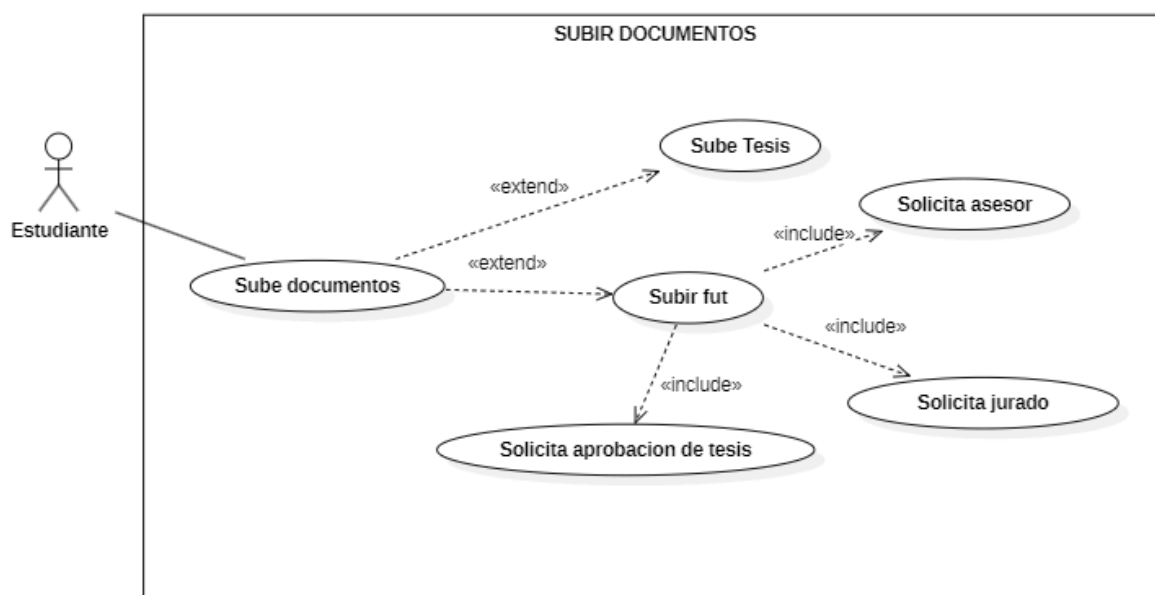 SUBIR DOCUMENTOS
Sube Tesis
«extend»
Solicita asesor
Estudiante
«include»
«extend»
Sube documentos
Subir fut
«include»
«include»
Solicita jurado
Solicita aprobacion de tesis